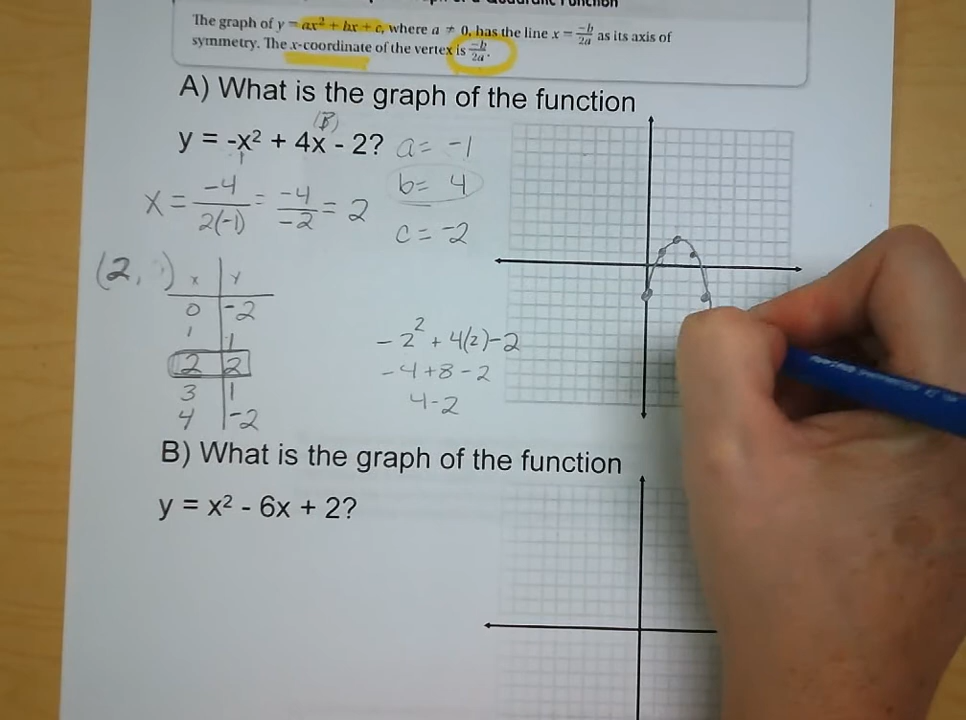 The graph of y = ax² + bx + c, where a ≠ 0, has the line x = -b/2a as its axis of
symmetry. The x-coordinate of the vertex is -b/2a.
A) What is the graph of the function
(B)
y = -x² + 4x - 2?
1
a = -1
b = 4
c = -2
x = -4/2(-1) = -4/-2 = 2
(2, )
x | y
0 | -2
1 | 1
2 | 2
3 | 1
4 | -2
- 2² + 4(2) - 2
- 4 + 8 - 2
4 - 2
B) What is the graph of the function
y = x² - 6x + 2?